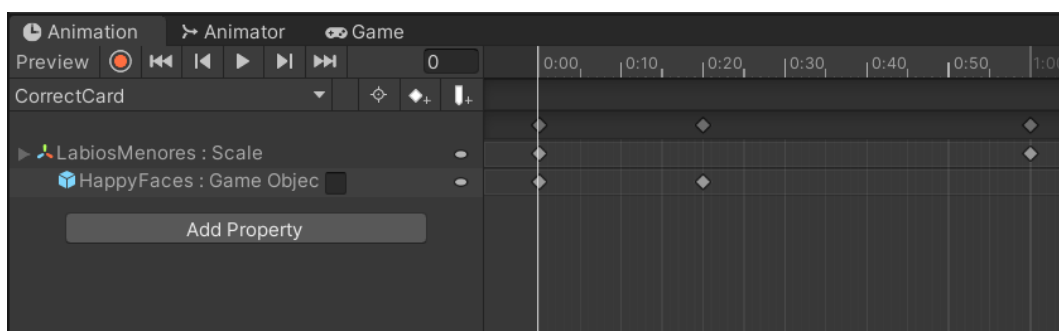 Animation Animator Game
Preview 0 0:00 0:10 0:20 0:30 0:40 0:50 1:00
CorrectCard
LabiosMenores : Scale
HappyFaces : Game Objec
Add Property